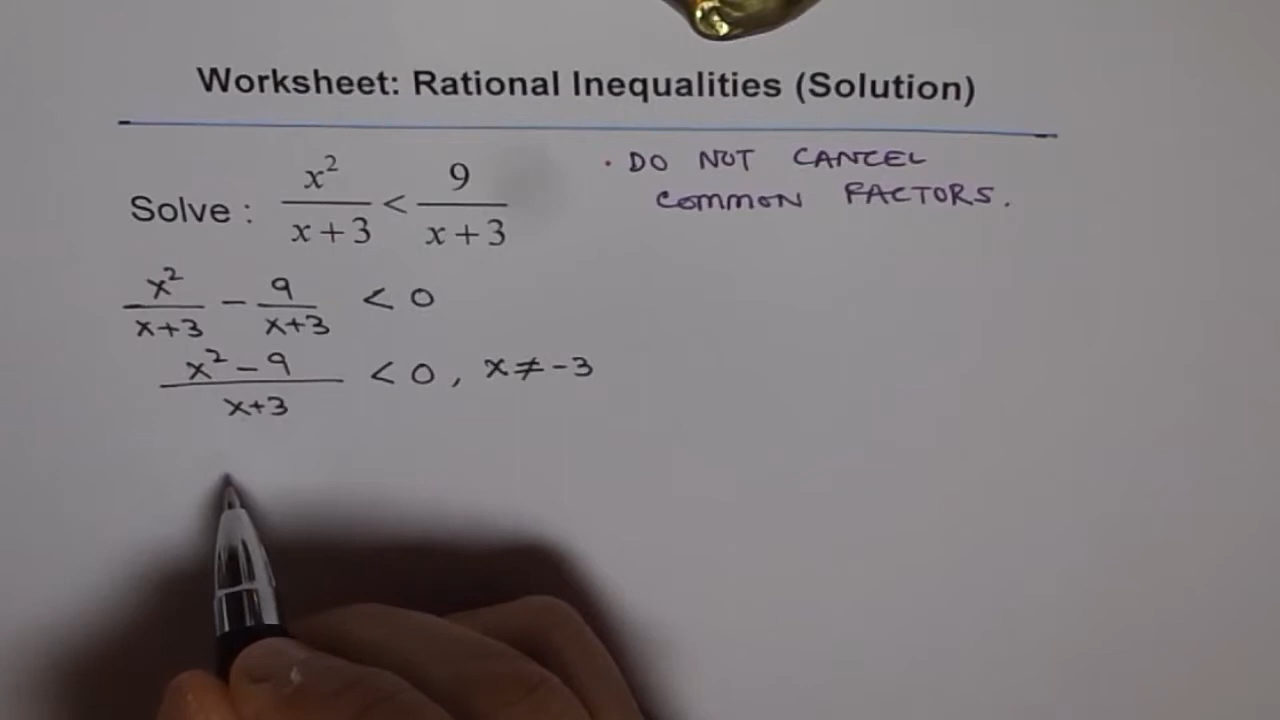 Worksheet: Rational Inequalities (Solution)
Solve : x²/(x+3) < 9/(x+3)
• DO NOT CANCEL
COMMON FACTORS.
x²/(x+3) − 9/(x+3) < 0
(x² − 9)/(x+3) < 0, x ≠ −3